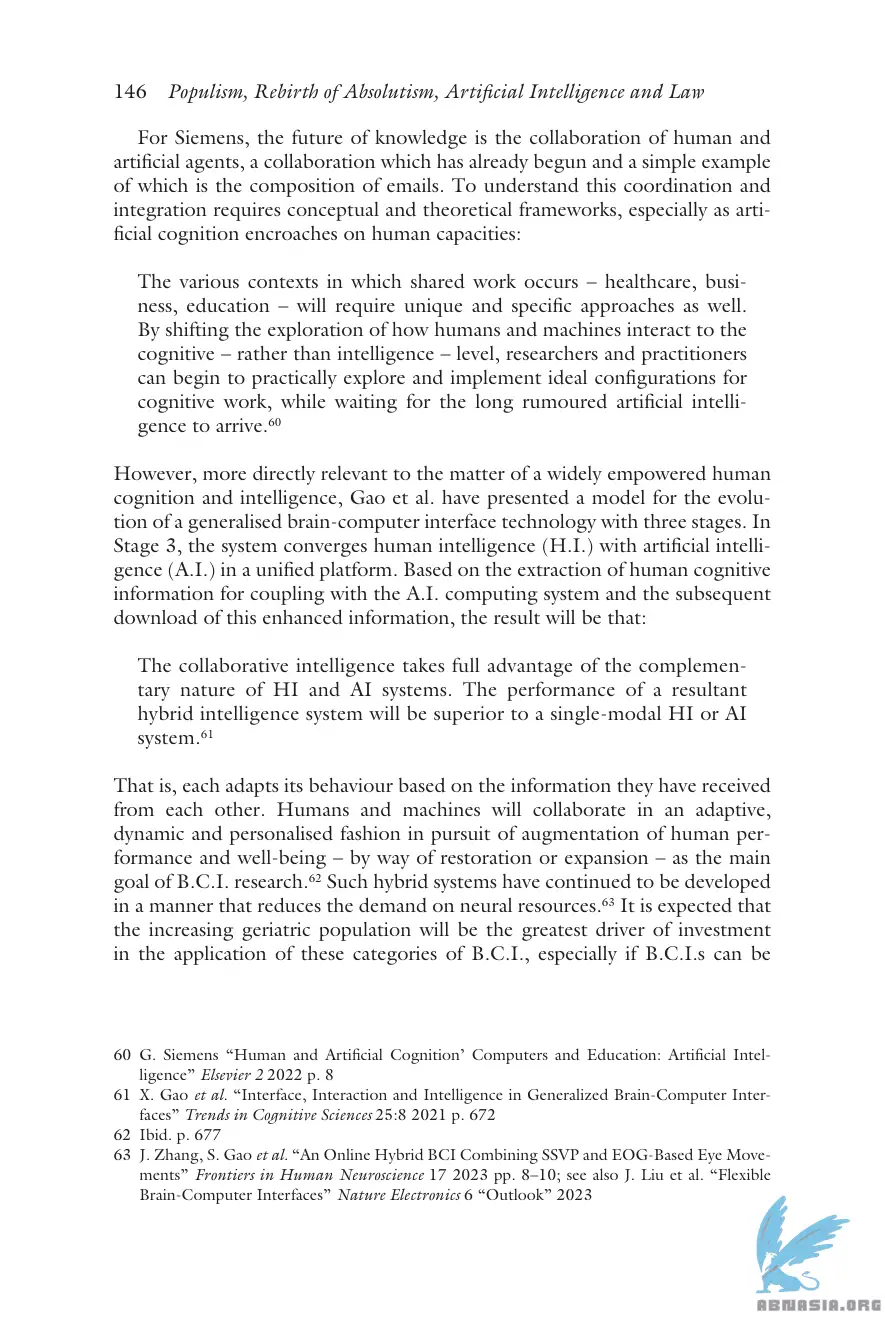 146 Populism, Rebirth of Absolutism, Artificial Intelligence and Law
For Siemens, the future of knowledge is the collaboration of human and
artificial agents, a collaboration which has already begun and a simple example
of which is the composition of emails. To understand this coordination and
integration requires conceptual and theoretical frameworks, especially as arti-
ficial cognition encroaches on human capacities:
The various contexts in which shared work occurs – healthcare, busi-
ness, education – will require unique and specific approaches as well.
By shifting the exploration of how humans and machines interact to the
cognitive – rather than intelligence – level, researchers and practitioners
can begin to practically explore and implement ideal configurations for
cognitive work, while waiting for the long rumoured artificial intelli-
gence to arrive.⁶⁰
However, more directly relevant to the matter of a widely empowered human
cognition and intelligence, Gao et al. have presented a model for the evolu-
tion of a generalised brain-computer interface technology with three stages. In
Stage 3, the system converges human intelligence (H.I.) with artificial intelli-
gence (A.I.) in a unified platform. Based on the extraction of human cognitive
information for coupling with the A.I. computing system and the subsequent
download of this enhanced information, the result will be that:
The collaborative intelligence takes full advantage of the complemen-
tary nature of HI and AI systems. The performance of a resultant
hybrid intelligence system will be superior to a single-modal HI or AI
system.⁶¹
That is, each adapts its behaviour based on the information they have received
from each other. Humans and machines will collaborate in an adaptive,
dynamic and personalised fashion in pursuit of augmentation of human per-
formance and well-being – by way of restoration or expansion – as the main
goal of B.C.I. research.⁶² Such hybrid systems have continued to be developed
in a manner that reduces the demand on neural resources.⁶³ It is expected that
the increasing geriatric population will be the greatest driver of investment
in the application of these categories of B.C.I., especially if B.C.I.s can be
60 G. Siemens “Human and Artificial Cognition’ Computers and Education: Artificial Intel-
ligence” Elsevier 2 2022 p. 8
61 X. Gao et al. “Interface, Interaction and Intelligence in Generalized Brain-Computer Inter-
faces” Trends in Cognitive Sciences 25:8 2021 p. 672
62 Ibid. p. 677
63 J. Zhang, S. Gao et al. “An Online Hybrid BCI Combining SSVP and EOG-Based Eye Move-
ments” Frontiers in Human Neuroscience 17 2023 pp. 8–10; see also J. Liu et al. “Flexible
Brain-Computer Interfaces” Nature Electronics 6 “Outlook” 2023
ABNASIA.ORG